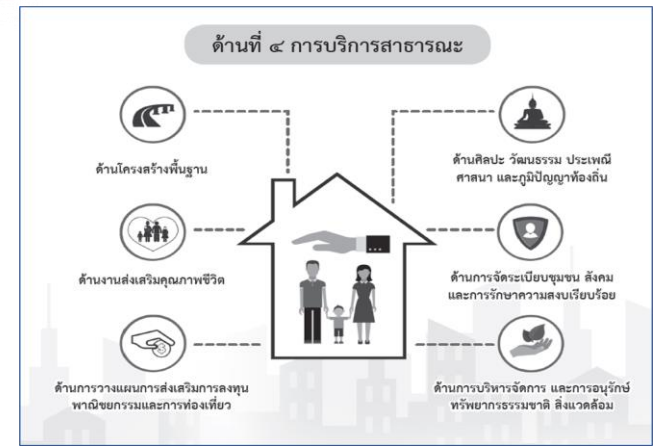 ด้านที่ ๔ การบริการสาธารณะ
ด้านโครงสร้างพื้นฐาน
ด้านศิลปะ วัฒนธรรม ประเพณี
ศาสนา และภูมิปัญญาท้องถิ่น
ด้านงานส่งเสริมคุณภาพชีวิต
ด้านการจัดระเบียบชุมชน สังคม
และการรักษาความสงบเรียบร้อย
ด้านการวางแผนการส่งเสริมการลงทุน
พาณิชยกรรมและการท่องเที่ยว
ด้านการบริหารจัดการ และการอนุรักษ์
ทรัพยากรธรรมชาติ สิ่งแวดล้อม